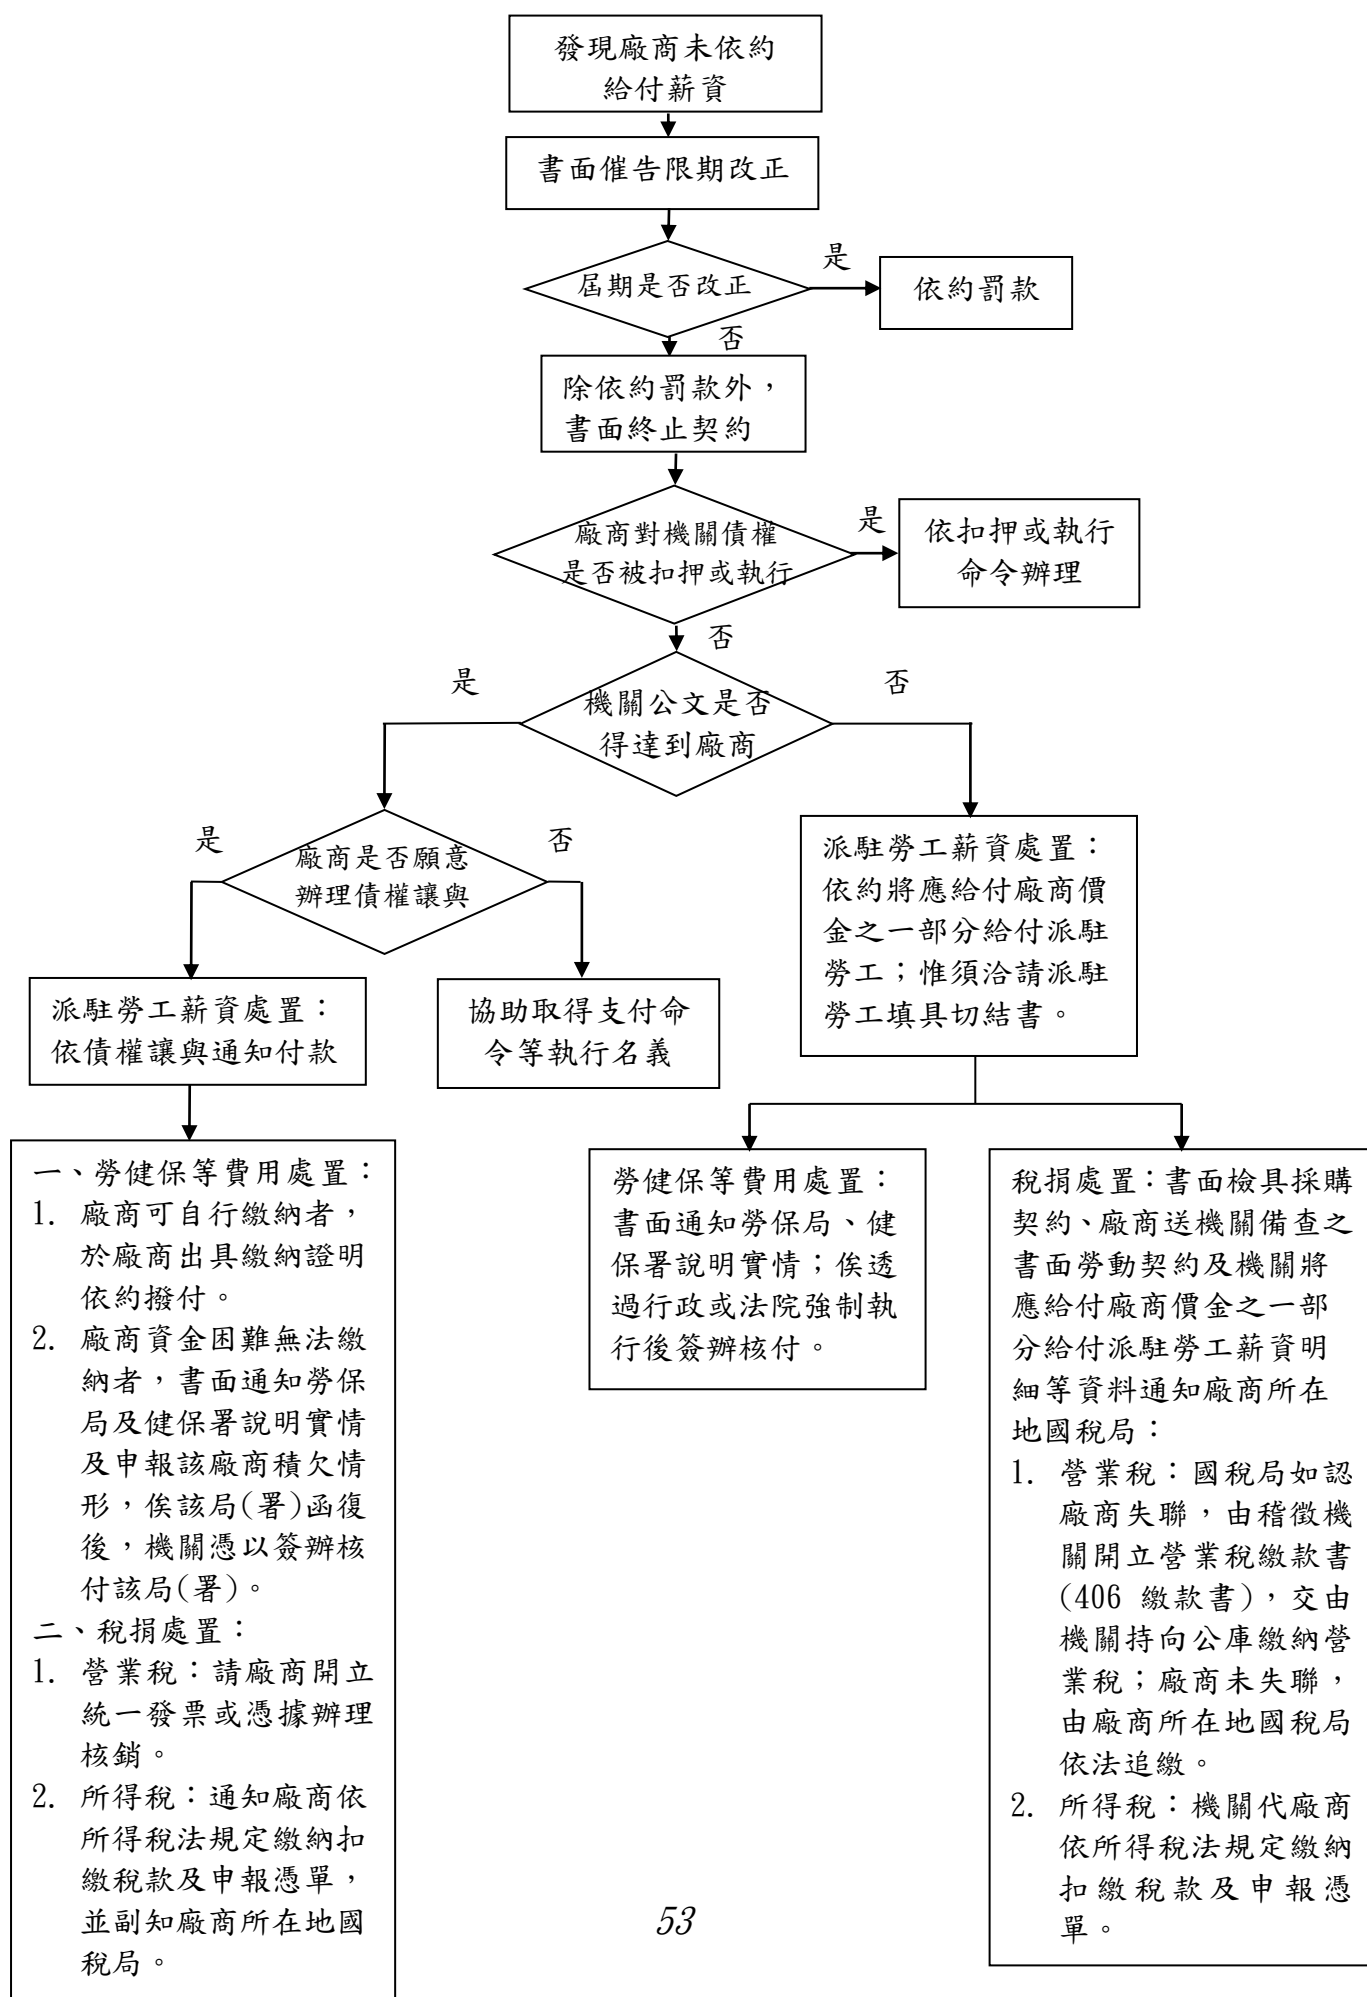 發現廠商未依約
給付薪資
書面催告限期改正
屆期是否改正
是
依約罰款
否
除依約罰款外，
書面終止契約
廠商對機關債權
是否被扣押或執行
是
依扣押或執行
命令辦理
否
機關公文是否
得達到廠商
是
否
廠商是否願意
辦理債權讓與
是
否
派駐勞工薪資處置：
依債權讓與通知付款
協助取得支付命
令等執行名義
派駐勞工薪資處置：
依約將應給付廠商價
金之一部分給付派駐
勞工；惟須洽請派駐
勞工填具切結書。
一、勞健保等費用處置：
1. 廠商可自行繳納者，
於廠商出具繳納證明
依約撥付。
2. 廠商資金困難無法繳
納者，書面通知勞保
局及健保署說明實情
及申報該廠商積欠情
形，俟該局(署)函復
後，機關憑以簽辦核
付該局(署)。
二、稅捐處置：
1. 營業稅：請廠商開立
統一發票或憑據辦理
核銷。
2. 所得稅：通知廠商依
所得稅法規定繳納扣
繳稅款及申報憑單，
並副知廠商所在地國
稅局。
勞健保等費用處置：
書面通知勞保局、健
保署說明實情；俟透
過行政或法院強制執
行後簽辦核付。
稅捐處置：書面檢具採購
契約、廠商送機關備查之
書面勞動契約及機關將
應給付廠商價金之一部
分給付派駐勞工薪資明
細等資料通知廠商所在
地國稅局：
1. 營業稅：國稅局如認
廠商失聯，由稽徵機
關開立營業稅繳款書
(406 繳款書)，交由
機關持向公庫繳納營
業稅；廠商未失聯，
由廠商所在地國稅局
依法追繳。
2. 所得稅：機關代廠商
依所得稅法規定繳納
扣繳稅款及申報憑
單。
53